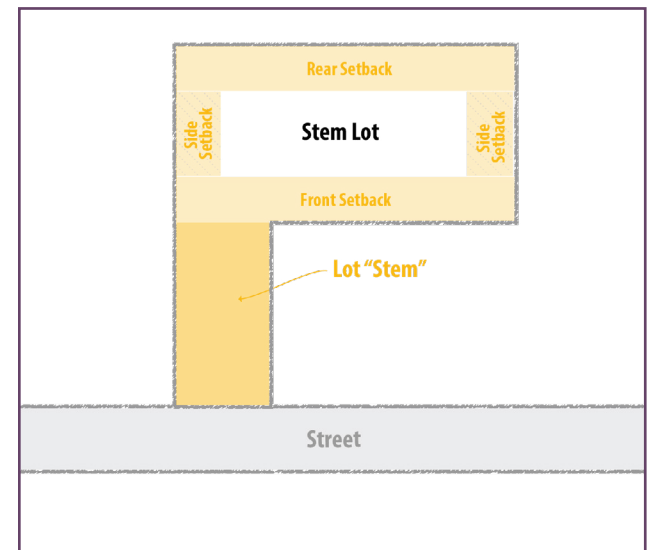 Rear Setback
Side
Setback
Stem Lot
Side
Setback
Front Setback
Lot “Stem”
Street